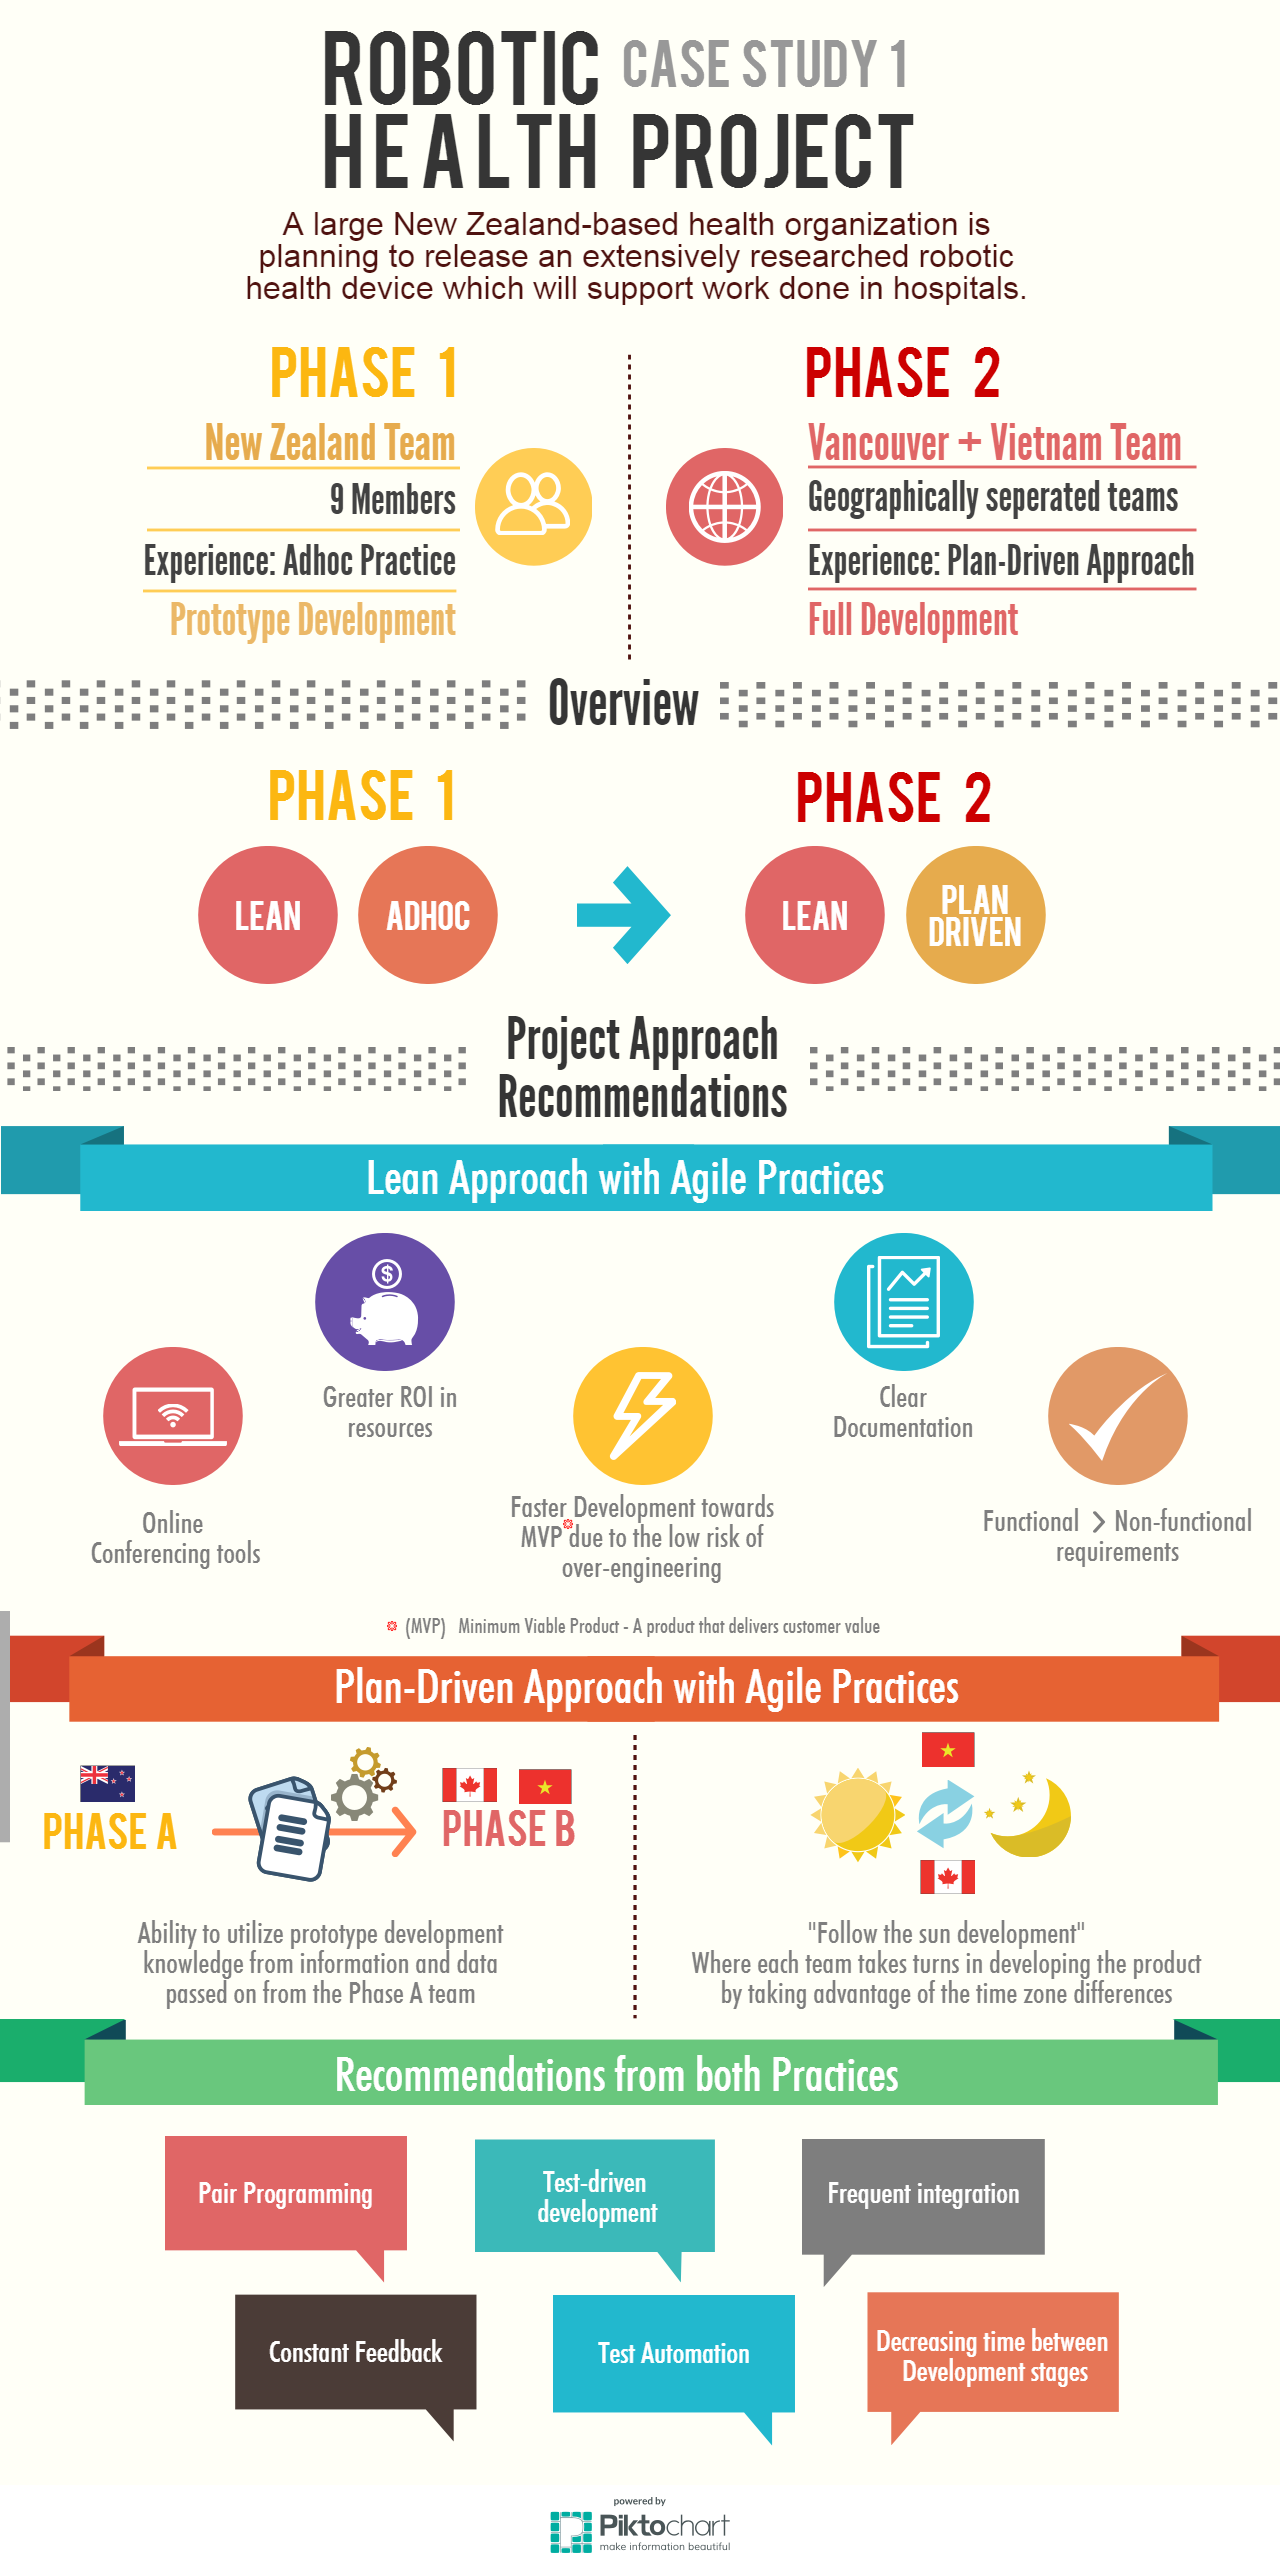 ROBOTIC CASE STUDY 1
HEALTH PROJECT
A large New Zealand-based health organization is
planning to release an extensively researched robotic
health device which will support work done in hospitals.
PHASE 1
New Zealand Team
9 Members
Experience: Adhoc Practice
Prototype Development
PHASE 2
Vancouver + Vietnam Team
Geographically seperated teams
Experience: Plan-Driven Approach
Full Development
Overview
PHASE 1
LEAN
ADHOC
PHASE 2
LEAN
PLAN
DRIVEN
Project Approach
Recommendations
Lean Approach with Agile Practices
Online
Conferencing tools
$
Greater ROI in
resources
Faster Development towards
MVP due to the low risk of
over-engineering
Clear
Documentation
Functional > Non-functional
requirements
(MVP) Minimum Viable Product - A product that delivers customer value
Plan-Driven Approach with Agile Practices
PHASE A
PHASE B
Ability to utilize prototype development
knowledge from information and data
passed on from the Phase A team
"Follow the sun development"
Where each team takes turns in developing the product
by taking advantage of the time zone differences
Recommendations from both Practices
Pair Programming
Test-driven
development
Frequent integration
Constant Feedback
Test Automation
Decreasing time between
Development stages
powered by
Piktochart
make information beautiful